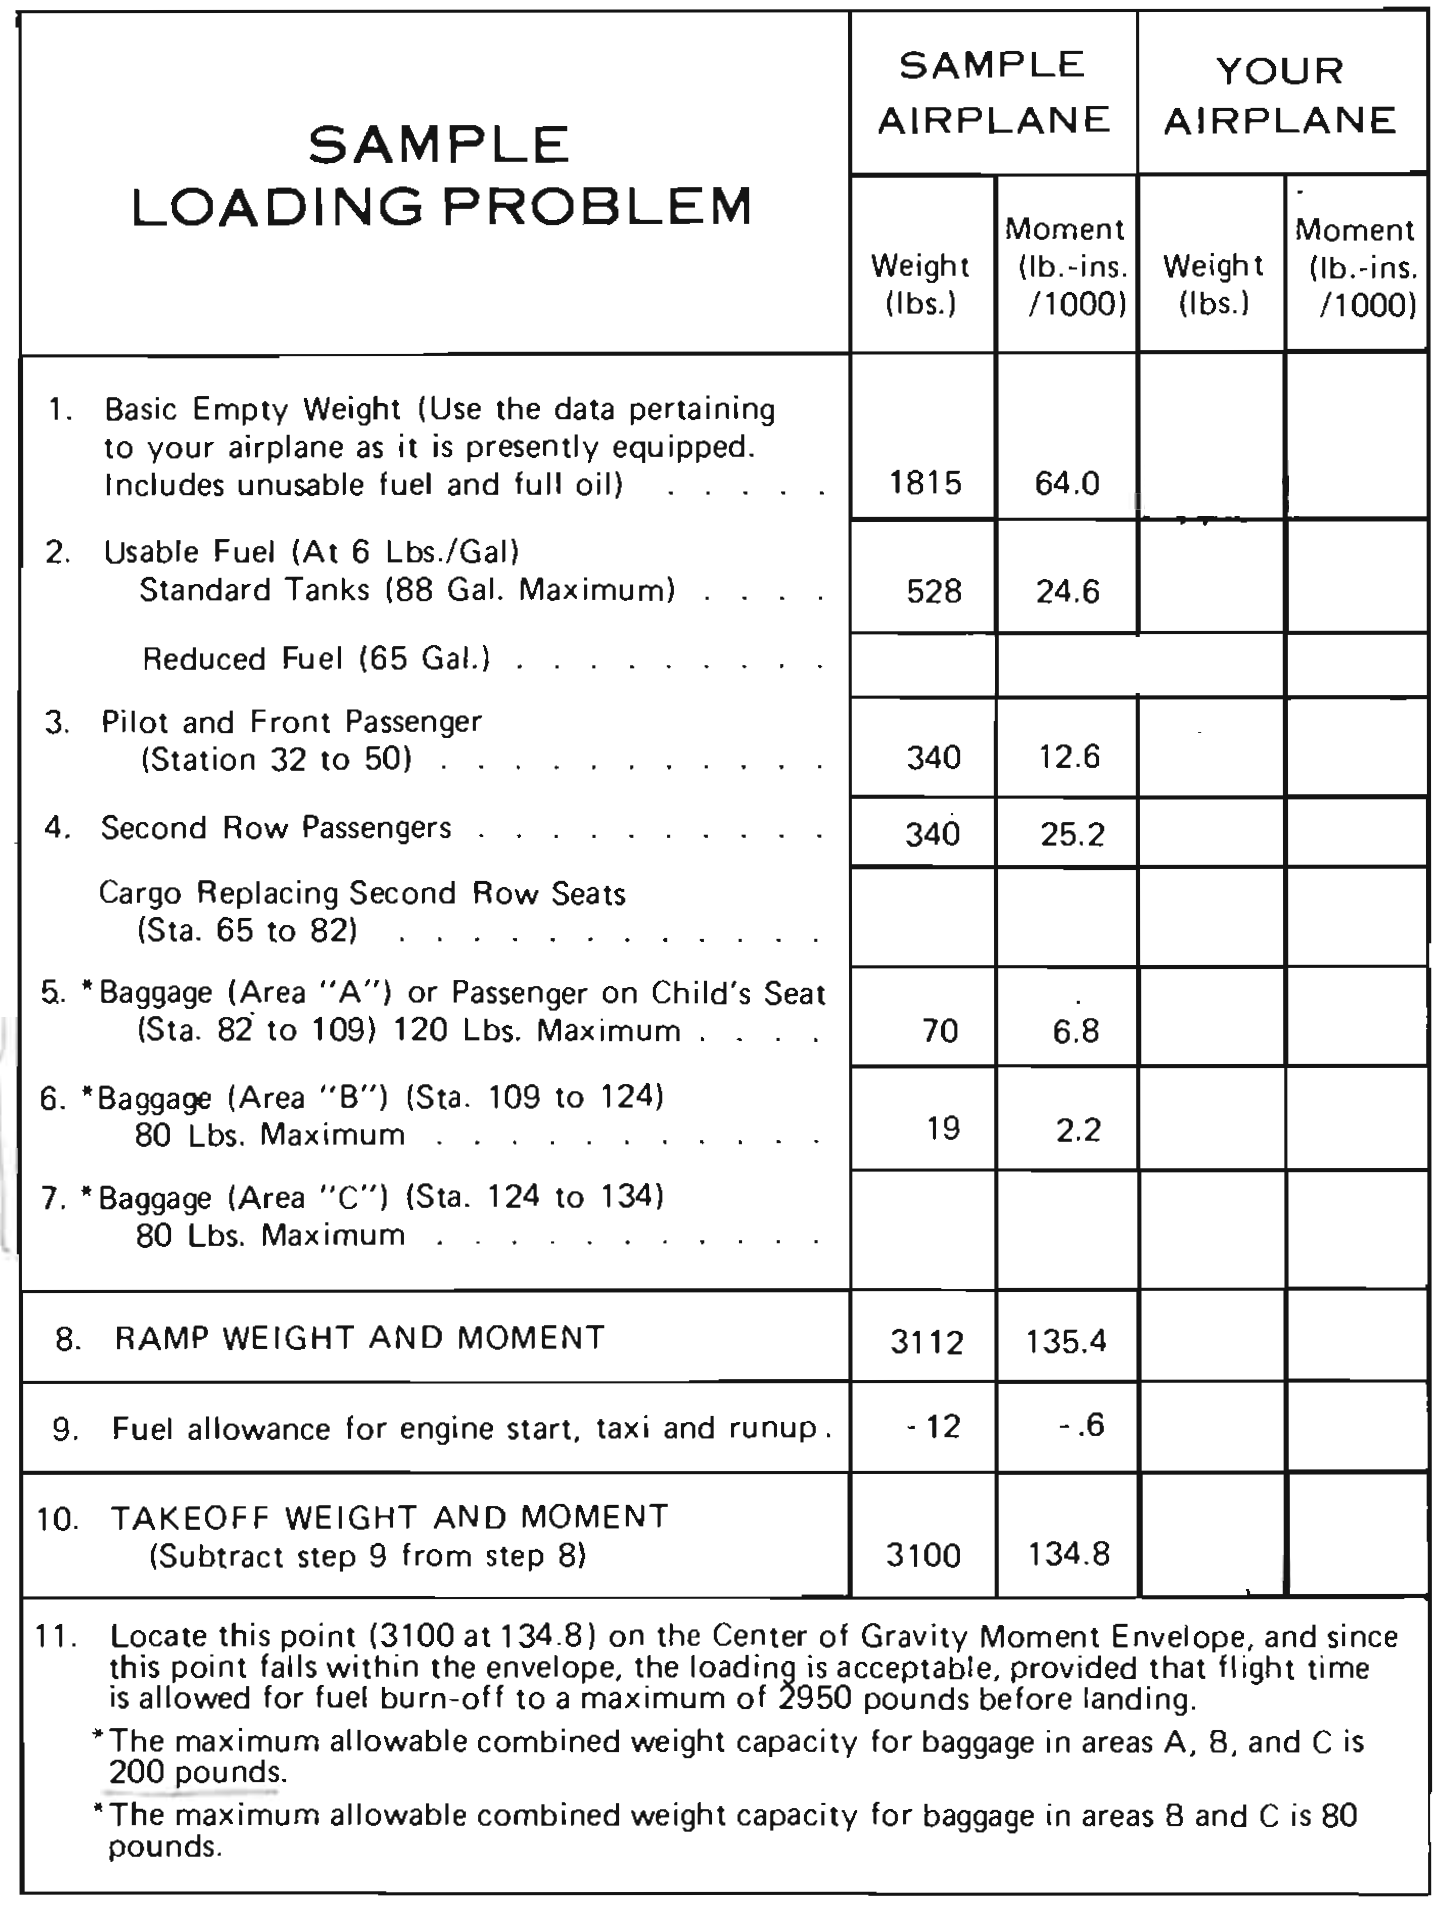 SAMPLE
LOADING PROBLEM
SAMPLE
AIRPLANE
YOUR
AIRPLANE
Weight
(lbs.)
Moment
(lb.-ins.
/1000)
Weight
(lbs.)
Moment
(lb.-ins.
/1000)
1. Basic Empty Weight (Use the data pertaining
to your airplane as it is presently equipped.
Includes unusable fuel and full oil) . . . . . 1815 64.0
2. Usable Fuel (At 6 Lbs./Gal)
Standard Tanks (88 Gal. Maximum) . . . . 528 24.6
Reduced Fuel (65 Gal.) . . . . . . . . .
3. Pilot and Front Passenger
(Station 32 to 50) . . . . . . . . . . . 340 12.6
4. Second Row Passengers . . . . . . . . . . 340 25.2
Cargo Replacing Second Row Seats
(Sta. 65 to 82) . . . . . . . . . . . .
5. *Baggage (Area "A") or Passenger on Child's Seat
(Sta. 82 to 109) 120 Lbs. Maximum . . . . 70 6.8
6. *Baggage (Area "B") (Sta. 109 to 124)
80 Lbs. Maximum . . . . . . . . . . . 19 2.2
7. *Baggage (Area "C") (Sta. 124 to 134)
80 Lbs. Maximum . . . . . . . . . . .
8. RAMP WEIGHT AND MOMENT 3112 135.4
9. Fuel allowance for engine start, taxi and runup . -12 -.6
10. TAKEOFF WEIGHT AND MOMENT
(Subtract step 9 from step 8) 3100 134.8
11. Locate this point (3100 at 134.8) on the Center of Gravity Moment Envelope, and since
this point falls within the envelope, the loading is acceptable, provided that flight time
is allowed for fuel burn-off to a maximum of 2950 pounds before landing.
*The maximum allowable combined weight capacity for baggage in areas A, B, and C is
200 pounds.
*The maximum allowable combined weight capacity for baggage in areas B and C is 80
pounds.